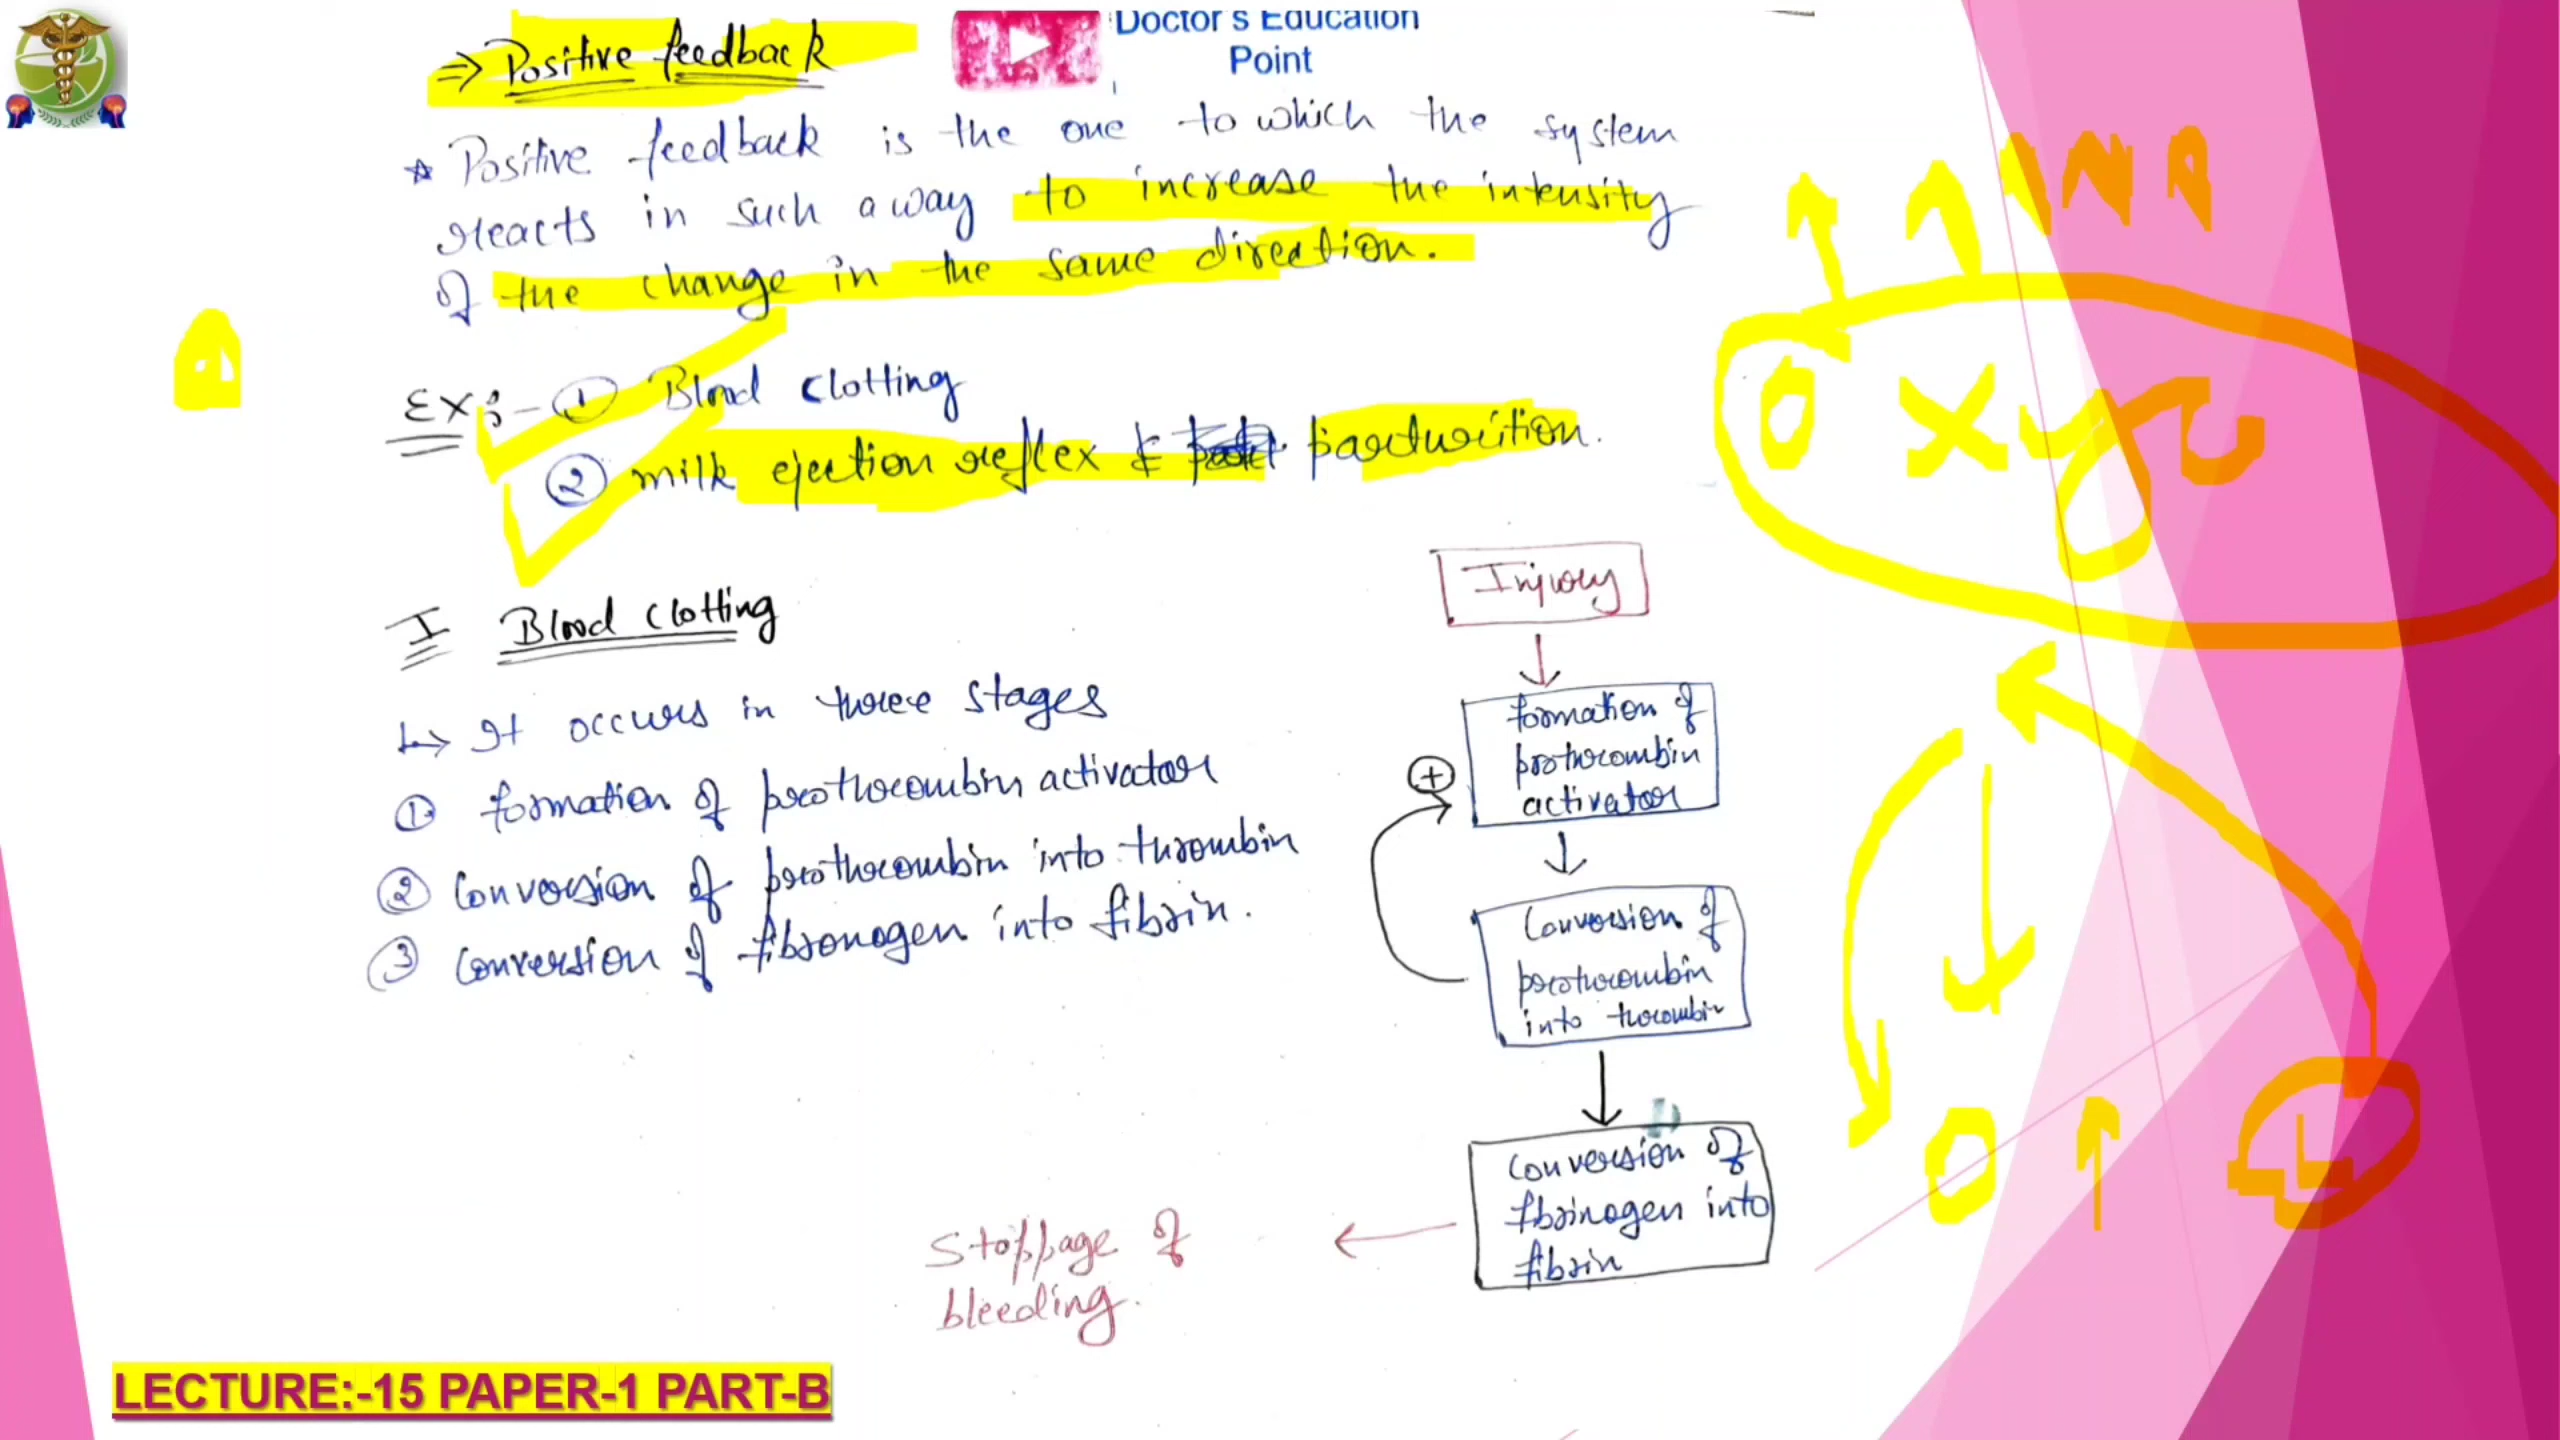 Doctor's Education
Point
⇒ Positive feedback
* Positive feedback is the one to which the system
reacts in such a way to increase the intensity
of the change in the same direction.
EX:- ① Blood clotting
② milk ejection reflex & parturition.
I Blood clotting
↳ It occurs in three stages
① formation of prothrombin activator
② Conversion of prothrombin into thrombin
③ Conversion of fibronogen into fibrin.
Injury
formation of
prothrombin
activator
+
Conversion of
prothrombin
into thrombin
Conversion of
fibrinogen into
fibrin
Stoppage of
bleeding.
Oxy
O ↑
LECTURE:-15 PAPER-1 PART-B